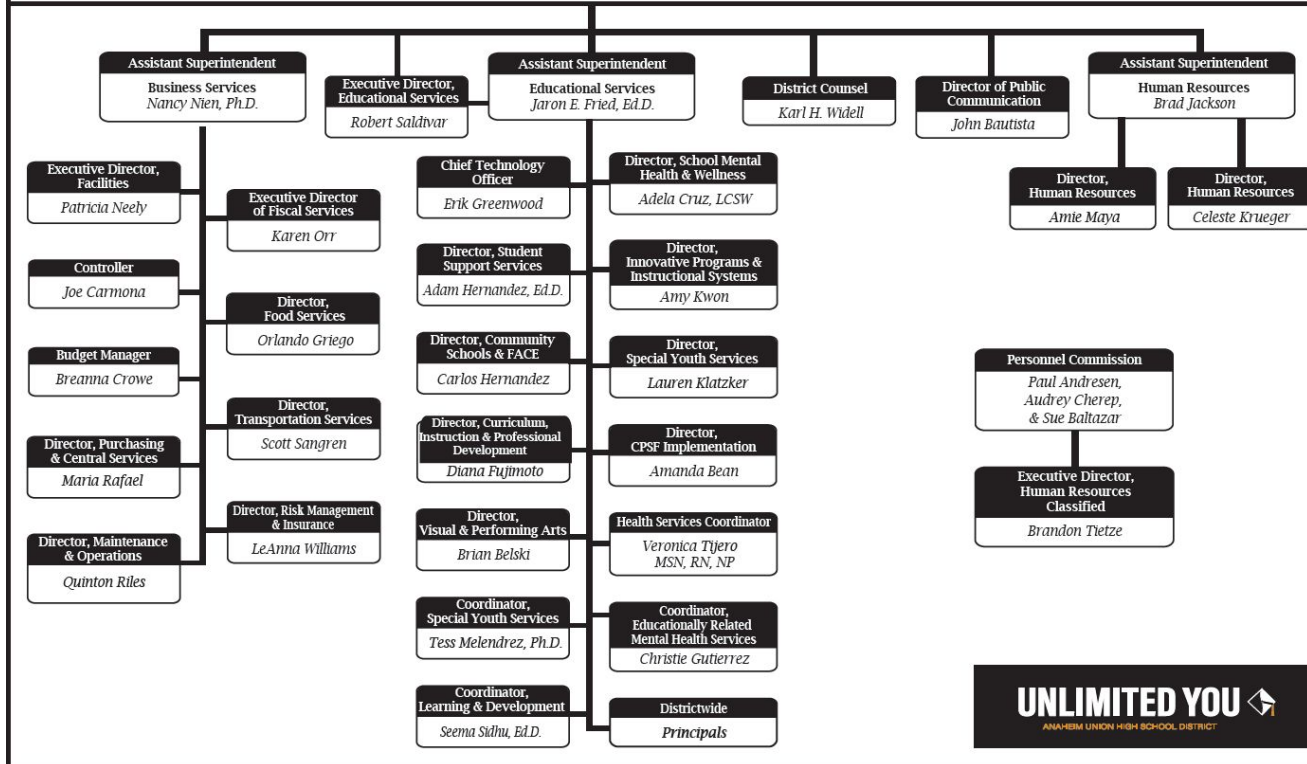 Assistant Superintendent
Business Services
Nancy Nien, Ph.D.
Executive Director,
Educational Services
Robert Saldivar
Assistant Superintendent
Educational Services
Jaron E. Fried, Ed.D.
District Counsel
Karl H. Widell
Director of Public
Communication
John Bautista
Assistant Superintendent
Human Resources
Brad Jackson
Executive Director,
Facilities
Patricia Neely
Executive Director
of Fiscal Services
Karen Orr
Controller
Joe Carmona
Director,
Food Services
Orlando Griego
Budget Manager
Breanna Crowe
Director,
Transportation Services
Scott Sangren
Director, Purchasing
& Central Services
Maria Rafael
Director, Risk Management
& Insurance
LeAnna Williams
Director, Maintenance
& Operations
Quinton Riles
Chief Technology
Officer
Erik Greenwood
Director, School Mental
Health & Wellness
Adela Cruz, LCSW
Director, Student
Support Services
Adam Hernandez, Ed.D.
Director,
Innovative Programs &
Instructional Systems
Amy Kwon
Director, Community
Schools & FACE
Carlos Hernandez
Director,
Special Youth Services
Lauren Klatzker
Director, Curriculum,
Instruction & Professional
Development
Diana Fujimoto
Director,
CPSF Implementation
Amanda Bean
Director,
Visual & Performing Arts
Brian Belski
Health Services Coordinator
Veronica Tijero
MSN, RN, NP
Coordinator,
Special Youth Services
Tess Melendrez, Ph.D.
Coordinator,
Educationally Related
Mental Health Services
Christie Gutierrez
Coordinator,
Learning & Development
Seema Sidhu, Ed.D.
Districtwide
Principals
Director,
Human Resources
Amie Maya
Director,
Human Resources
Celeste Krueger
Personnel Commission
Paul Andresen,
Audrey Cherep,
& Sue Baltazar
Executive Director,
Human Resources
Classified
Brandon Tietze
UNLIMITED YOU
ANAHEIM UNION HIGH SCHOOL DISTRICT